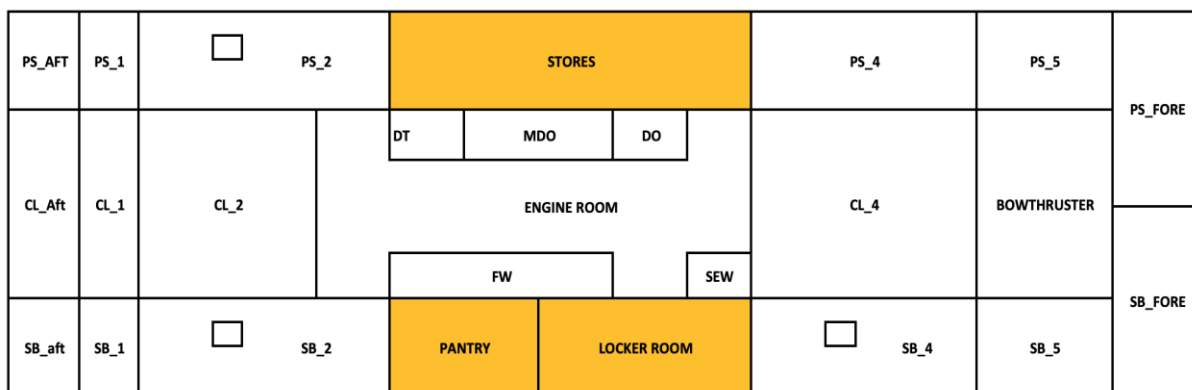 PS_AFT PS_1 PS_2 STORES PS_4 PS_5
PS_FORE
DT MDO DO
CL_Aft CL_1 CL_2 ENGINE ROOM CL_4 BOWTHRUSTER
FW SEW
SB_FORE
SB_aft SB_1 SB_2 PANTRY LOCKER ROOM SB_4 SB_5